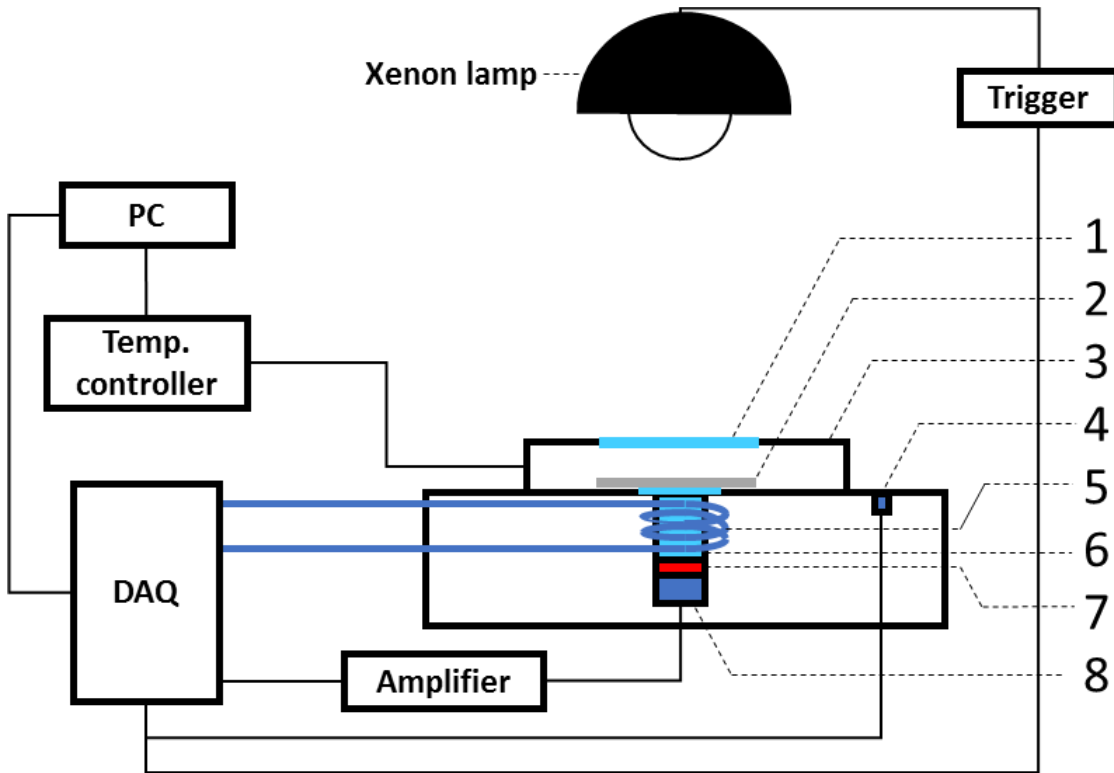 Xenon lamp
Trigger
PC
1
2
Temp.
controller
3
4
5
DAQ
6
7
Amplifier
8